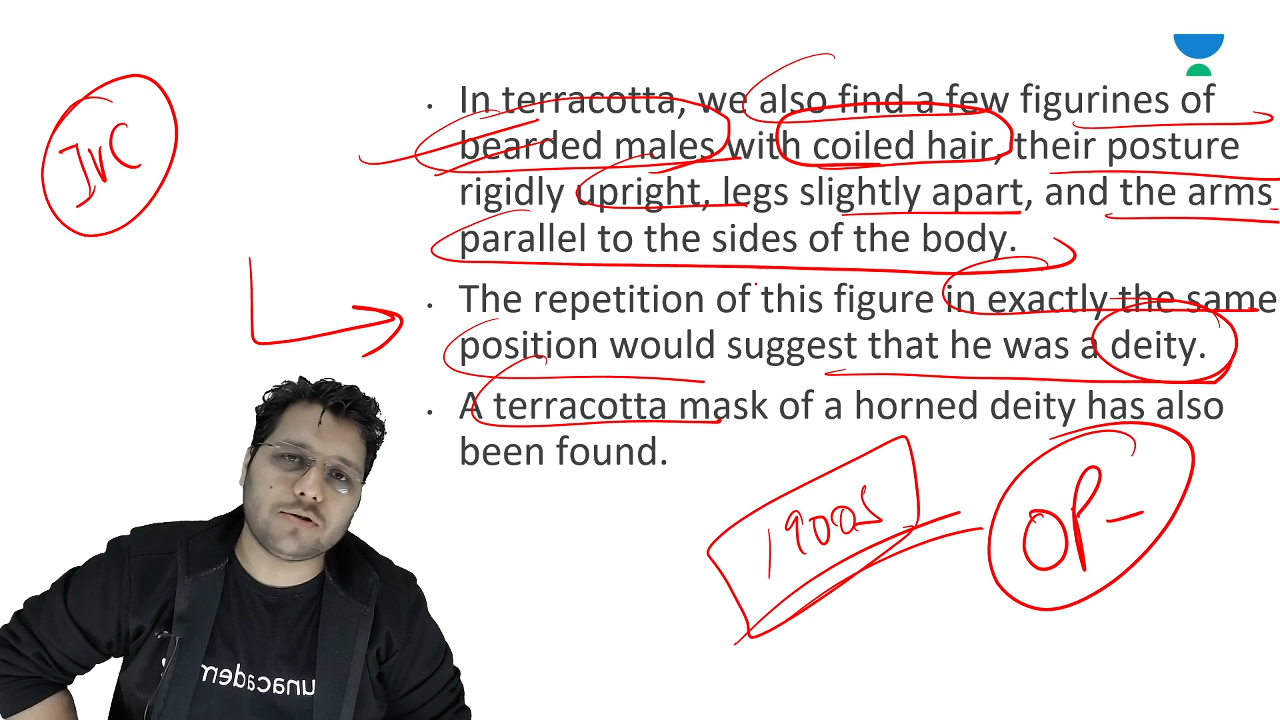 IVC
• In terracotta, we also find a few figurines of
bearded males with coiled hair, their posture
rigidly upright, legs slightly apart, and the arms
parallel to the sides of the body.
• The repetition of this figure in exactly the same
position would suggest that he was a deity.
• A terracotta mask of a horned deity has also
been found.
1900s
OP-
unacadem